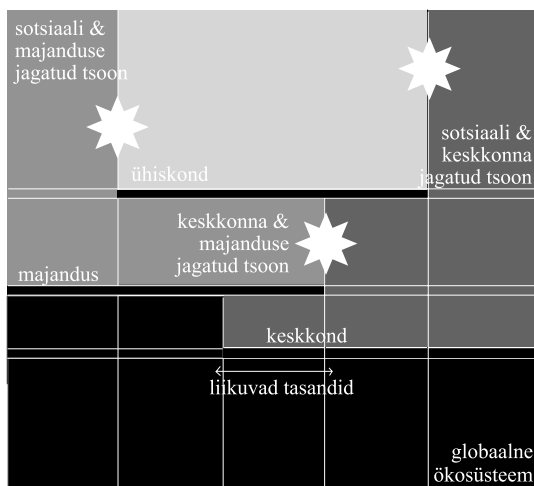 sotsiaali &
majanduse
jagatud tsoon
sotsiaali &
keskkonna
jagatud tsoon
ühiskond
keskkonna &
majanduse
jagatud tsoon
majandus
keskkond
liikuvad tasandid
globaalne
ökosüsteem